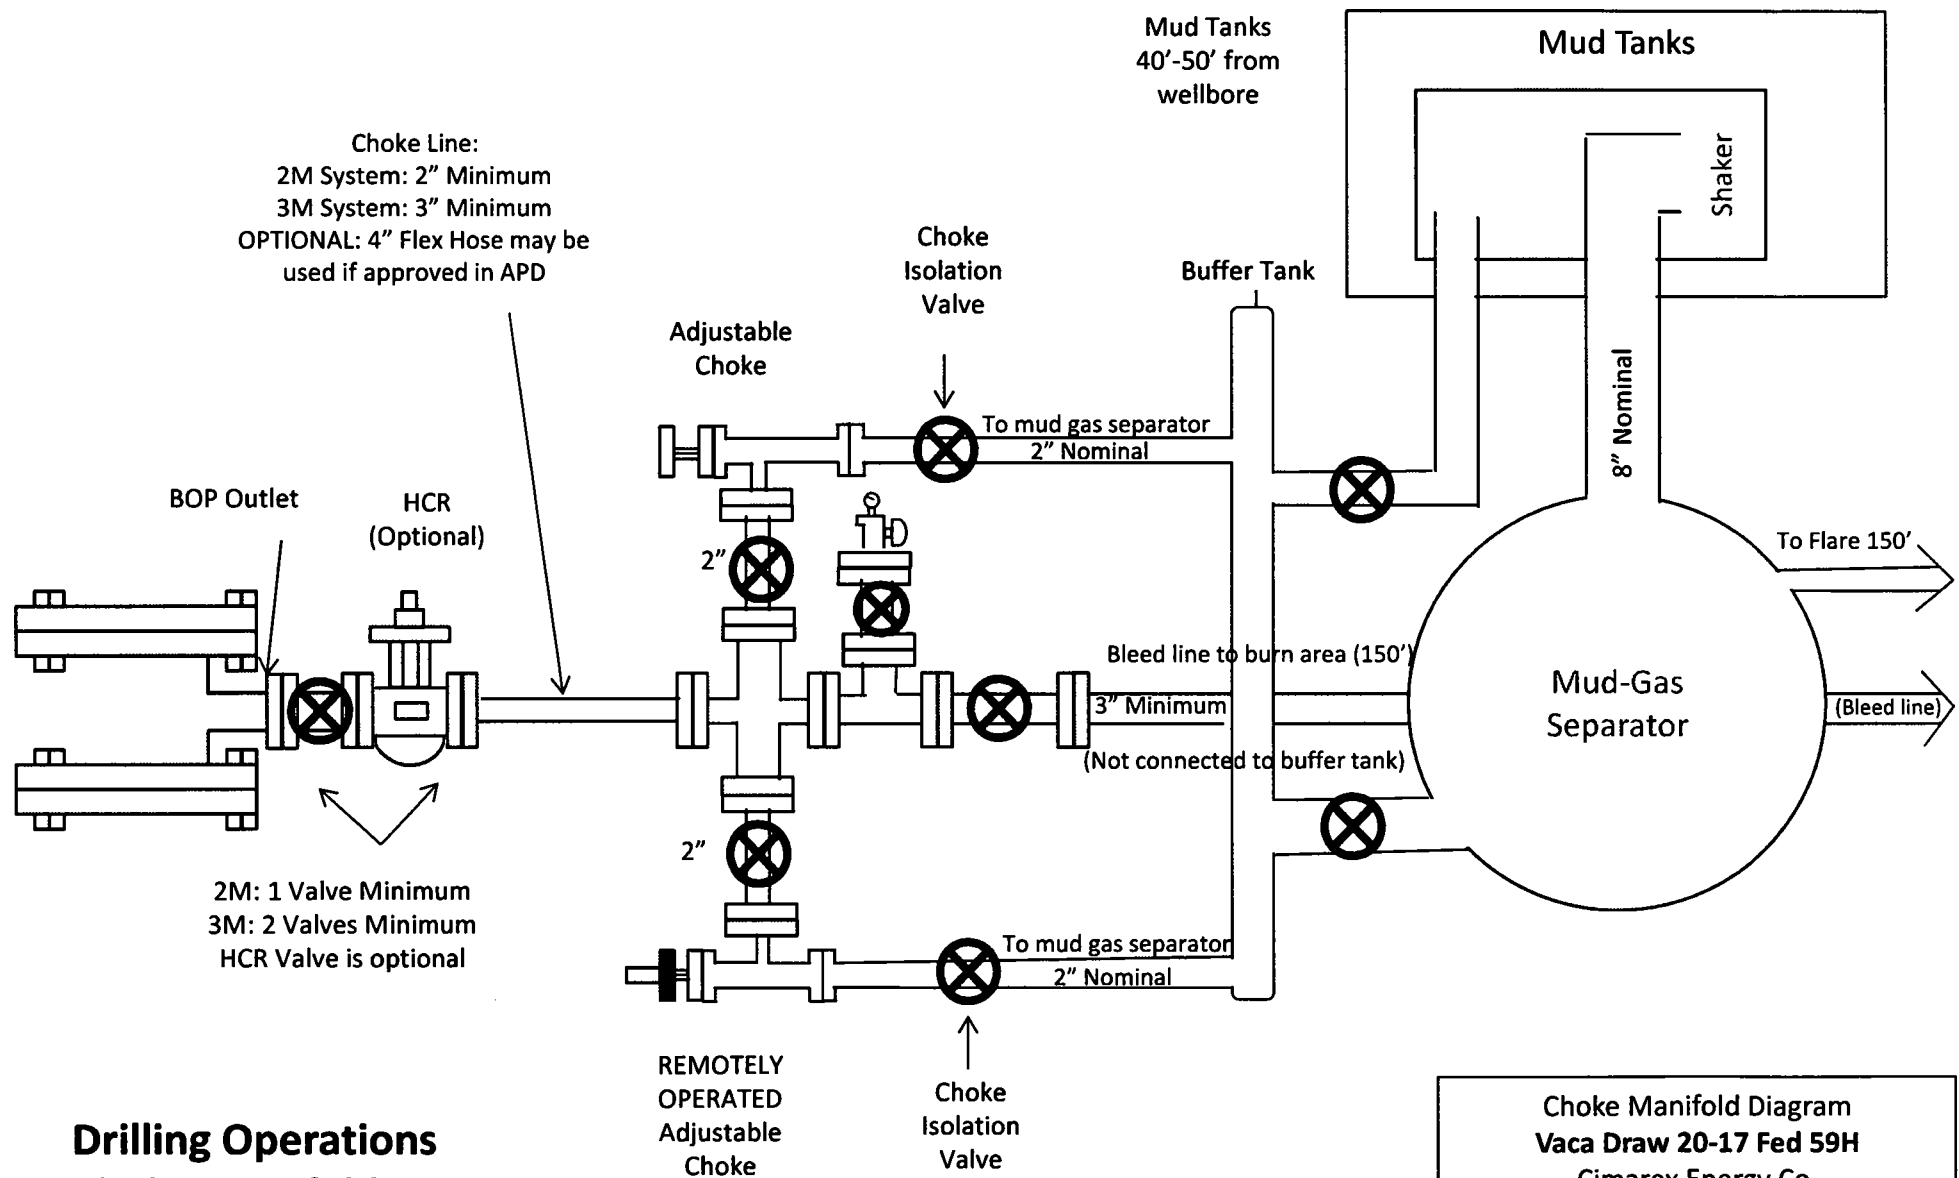 Mud Tanks
40'-50' from
wellbore
Mud Tanks
Shaker
Choke Line:
2M System: 2" Minimum
3M System: 3" Minimum
OPTIONAL: 4" Flex Hose may be
used if approved in APD
Choke
Isolation
Valve
Buffer Tank
Adjustable
Choke
8" Nominal
To mud gas separator
2" Nominal
BOP Outlet
HCR
(Optional)
2"
To Flare 150'
Bleed line to burn area (150')
3" Minimum
(Not connected to buffer tank)
Mud-Gas
Separator
(Bleed line)
2"
2M: 1 Valve Minimum
3M: 2 Valves Minimum
HCR Valve is optional
To mud gas separator
2" Nominal
REMOTELY
OPERATED
Adjustable
Choke
Choke
Isolation
Valve
Drilling Operations
Choke Manifold Diagram
Vaca Draw 20-17 Fed 59H
Cimarex Energy Co